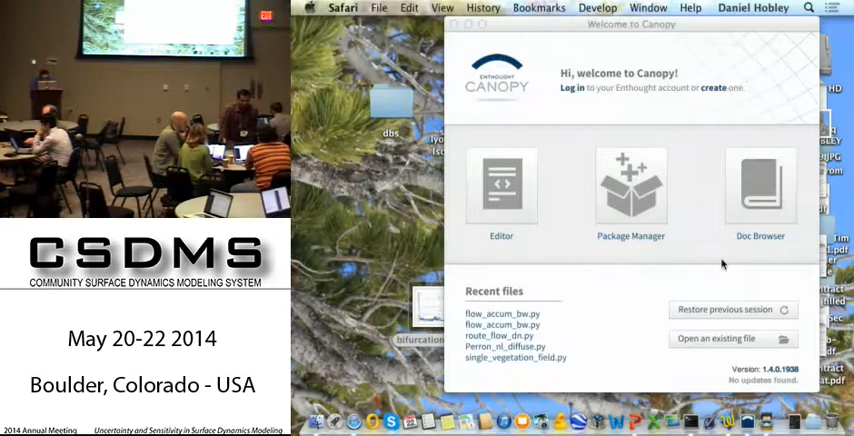 Safari File Edit View History Bookmarks Develop Window Help Daniel Hobley
Welcome to Canopy
ENTHOUGHT
CANOPY
Hi, welcome to Canopy!
Log in to your Enthought account or create one.
dbs
HD
Editor
Package Manager
Doc Browser
Recent files
flow_accum_bw.py
flow_accum_bw.py
route_flow_dn.py
Perron_nl_diffuse.py
single_vegetation_field.py
Restore previous session
Open an existing file
Version: 1.4.0.1938
No updates found.
bifurcation
CSDMS
COMMUNITY SURFACE DYNAMICS MODELING SYSTEM
May 20-22 2014
Boulder, Colorado - USA
2014 Annual Meeting Uncertainty and Sensitivity in Surface Dynamics Modeling